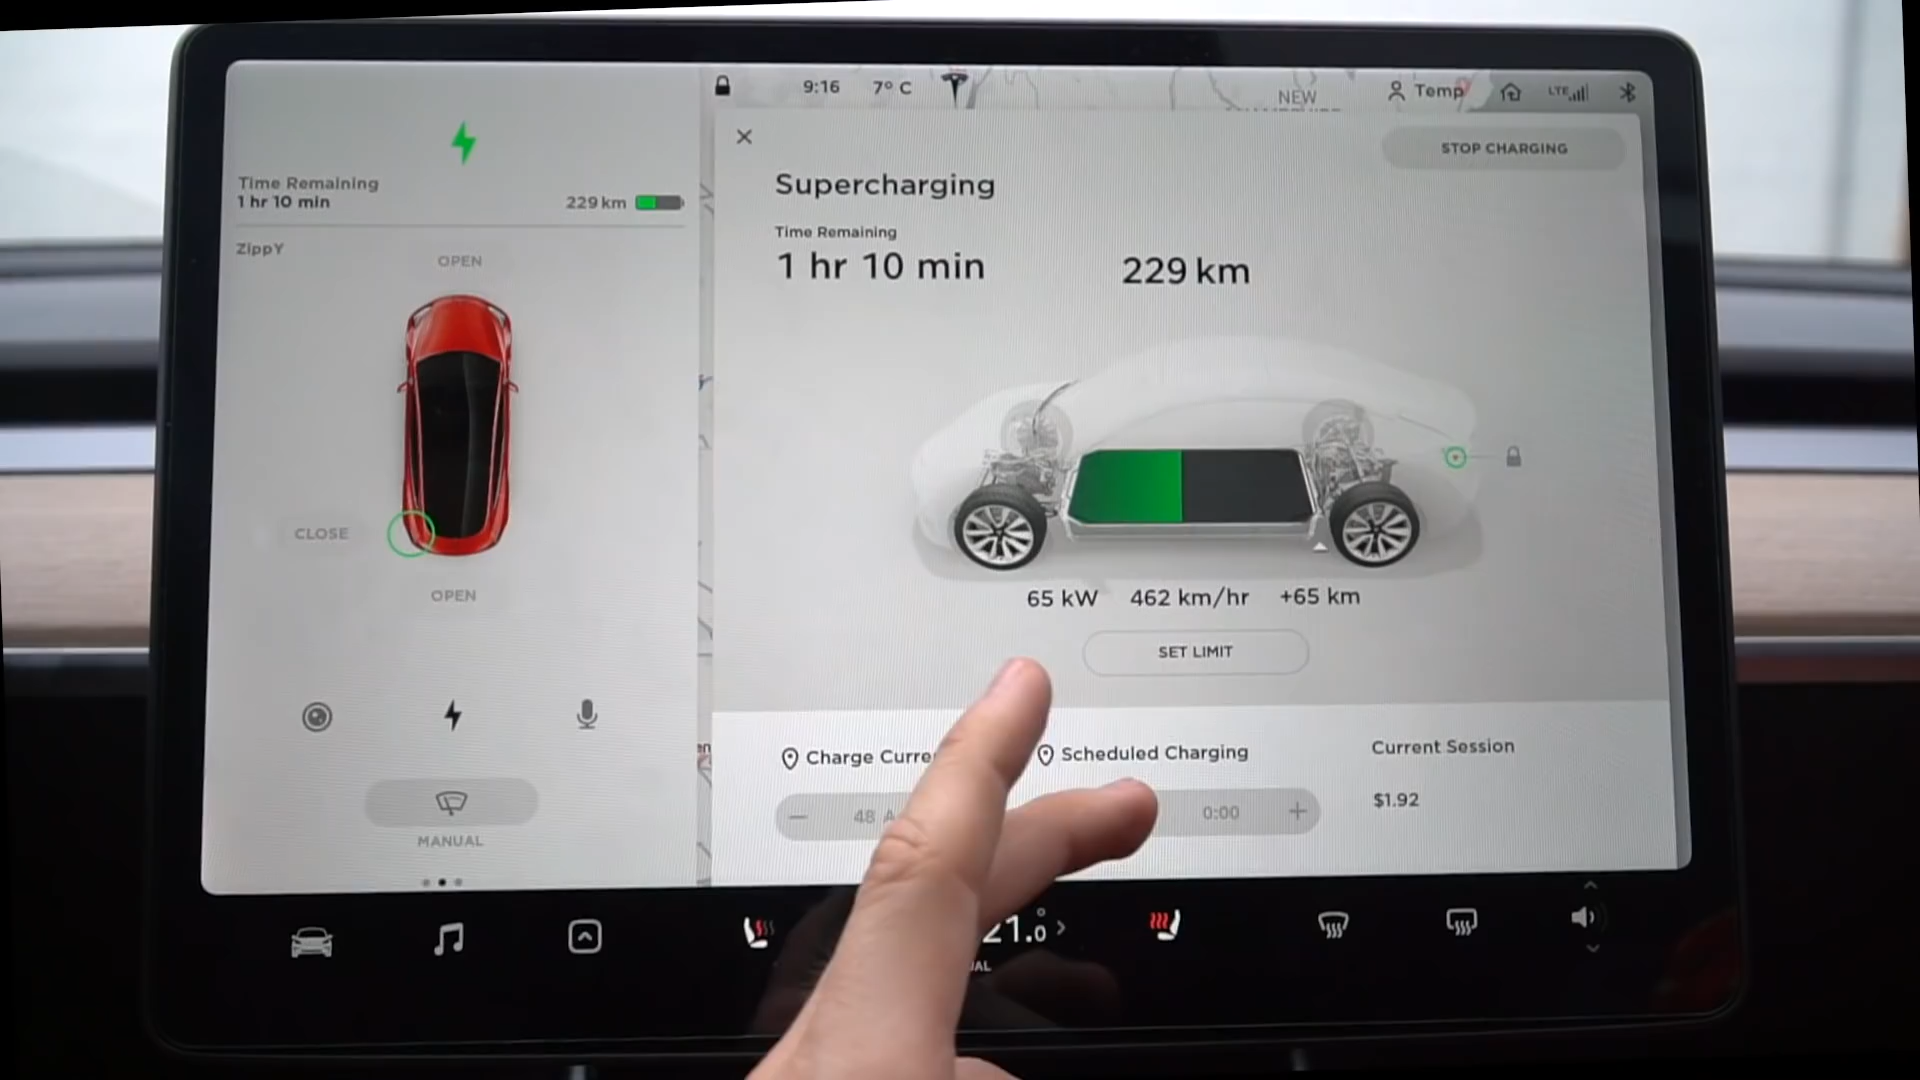 9:16
7° C
NEW
Temp
LTE
Time Remaining
1 hr 10 min
229 km
ZippY
OPEN
CLOSE
OPEN
MANUAL
STOP CHARGING
Supercharging
Time Remaining
1 hr 10 min
229 km
65 kW 462 km/hr +65 km
SET LIMIT
Charge
Scheduled Charging
Current Session
48
0:00
$1.92
21.0